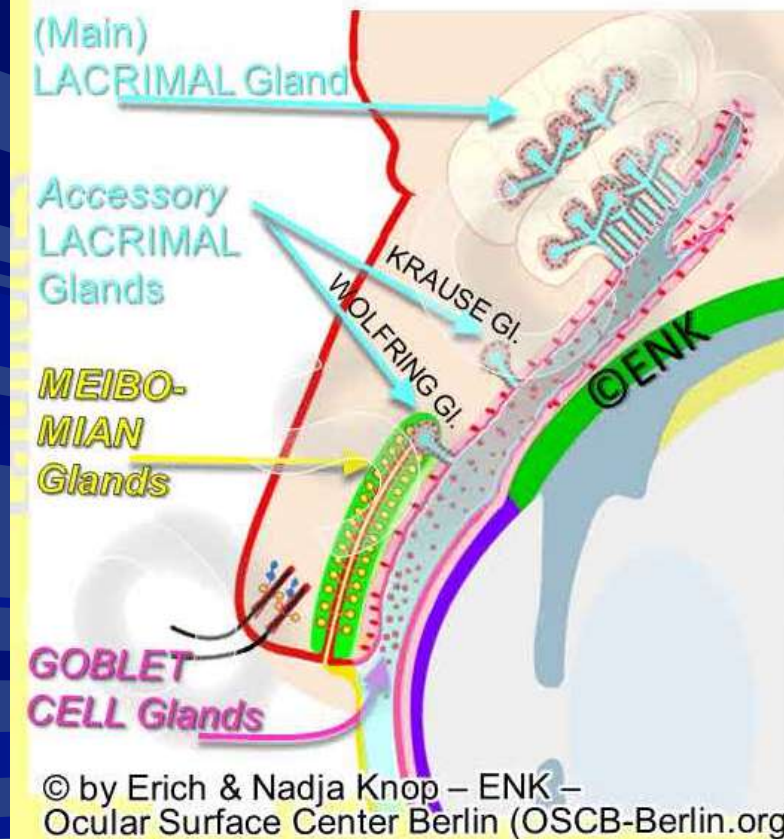 (Main)
LACRIMAL Gland
Accessory
LACRIMAL
Glands
KRAUSE Gl.
WOLFRING Gl.
©ENK
MEIBO-
MIAN
Glands
GOBLET
CELL Glands
© by Erich & Nadja Knop – ENK –
Ocular Surface Center Berlin (OSCB-Berlin.org